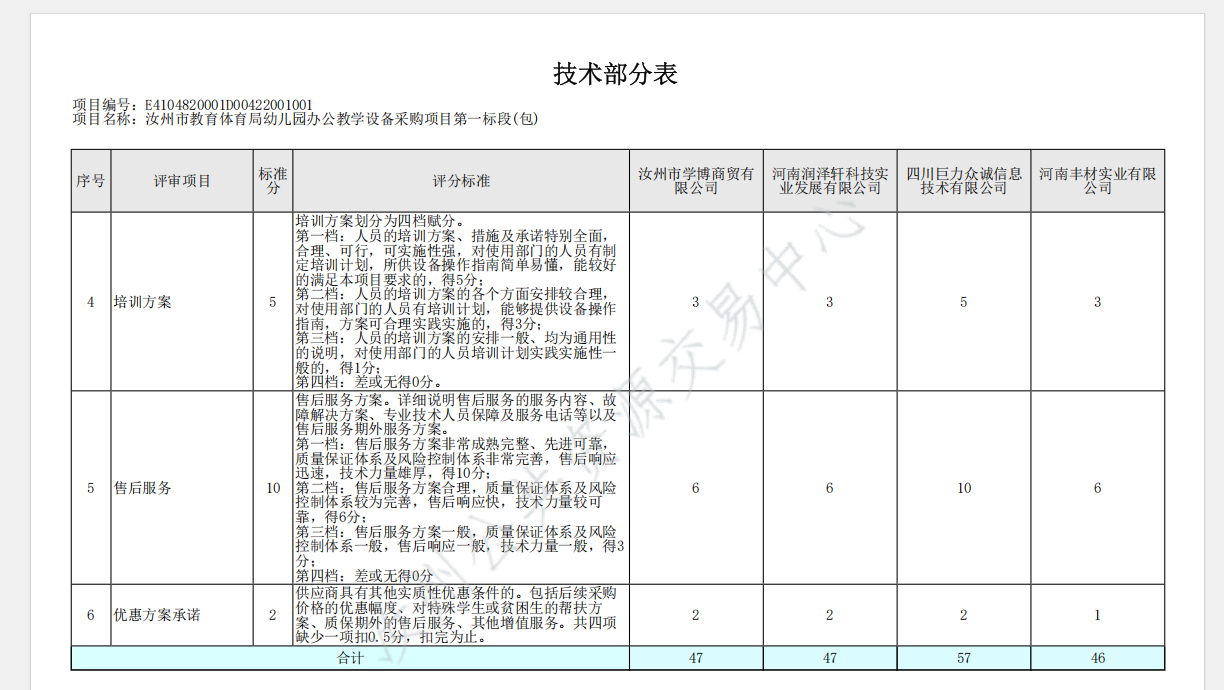 技术部分表
项目编号：E4104820001D00422001001
项目名称：汝州市教育体育局幼儿园办公教学设备采购项目第一标段(包)
序号 评审项目 标准分 评分标准 汝州市学博商贸有限公司 河南润泽轩科技实业发展有限公司 四川巨力众诚信息技术有限公司 河南丰材实业有限公司
4 培训方案 5
培训方案划分为四档赋分。
第一档：人员的培训方案、措施及承诺特别全面，
合理、可行，可实施性强，对使用部门的人员有制
定培训计划，所供设备操作指南简单易懂，能较好
的满足本项目要求的，得5分；
第二档：人员的培训方案的各个方面安排较合理，
对使用部门的人员有培训计划，能够提供设备操作
指南，方案可合理实践实施的，得3分；
第三档：人员的培训方案的安排一般、均为通用性
的说明，对使用部门的人员培训计划实践实施性一
般的，得1分；
第四档：差或无得0分。
3 3 5 3
5 售后服务 10
售后服务方案。详细说明售后服务的服务内容、故
障解决方案、专业技术人员保障及服务电话等以及
售后服务期外服务方案。
第一档：售后服务方案非常成熟完整、先进可靠，
质量保证体系及风险控制体系非常完善，售后响应
迅速，技术力量雄厚，得10分；
第二档：售后服务方案合理，质量保证体系及风险
控制体系较为完善，售后响应快，技术力量较可
靠，得6分；
第三档：售后服务方案一般，质量保证体系及风险
控制体系一般，售后响应一般，技术力量一般，得3
分；
第四档：差或无得0分
6 6 10 6
6 优惠方案承诺 2
供应商具有其他实质性优惠条件的。包括后续采购
价格的优惠幅度、对特殊学生或贫困生的帮扶方
案、质保期外的售后服务、其他增值服务。共四项
缺少一项扣0.5分，扣完为止。
2 2 2 1
合计 47 47 57 46
汝州公共资源交易中心